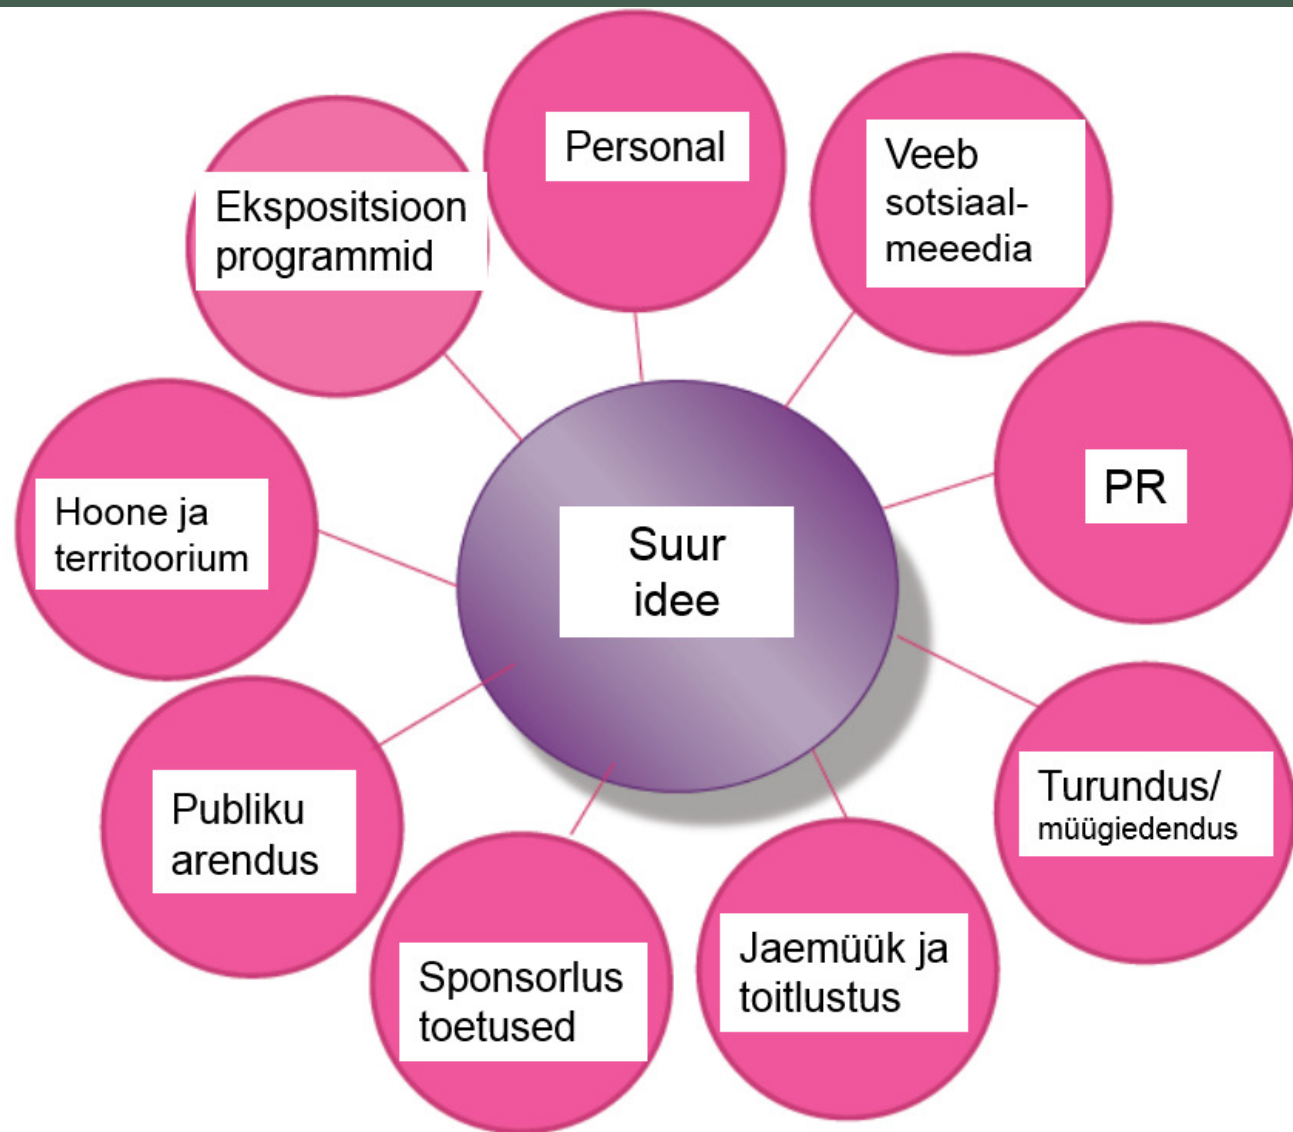 Personal
Veeb
sotsiaal-
meeedia
Ekspositsioon
programmid
PR
Hoone ja
territoorium
Suur
idee
Turundus/
müügiedendus
Publiku
arendus
Jaemüük ja
toitlustus
Sponsorlus
toetused